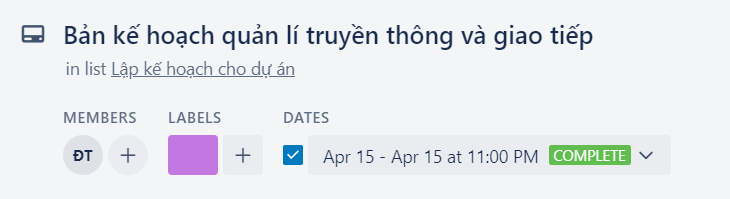 Bản kế hoạch quản lí truyền thông và giao tiếp
in list Lập kế hoạch cho dự án
MEMBERS LABELS DATES
ĐT + + Apr 15 - Apr 15 at 11:00 PM COMPLETE